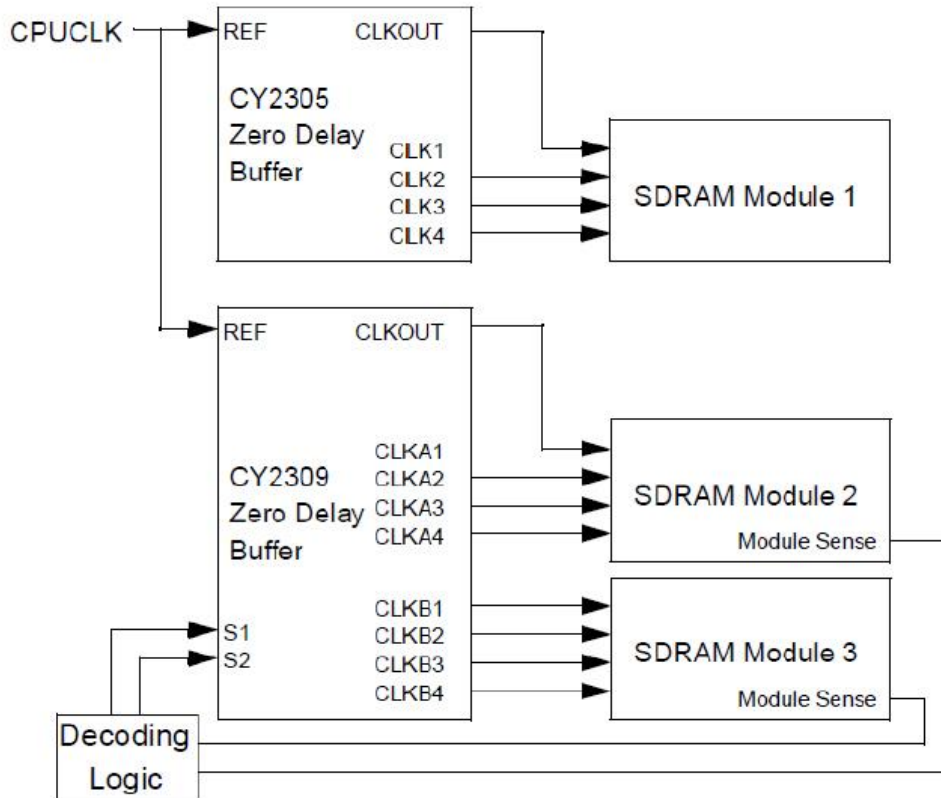 CPUCLK
REF
CLKOUT
CY2305
Zero Delay
Buffer
CLK1
CLK2
CLK3
CLK4
SDRAM Module 1
REF
CLKOUT
CY2309
Zero Delay
Buffer
CLKA1
CLKA2
CLKA3
CLKA4
SDRAM Module 2
Module Sense
CLKB1
CLKB2
CLKB3
CLKB4
S1
S2
SDRAM Module 3
Module Sense
Decoding
Logic